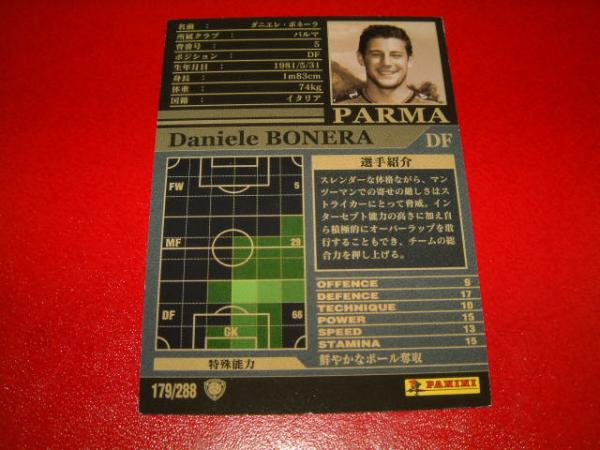 名前 : ダニエレ・ボネーラ
所属クラブ : パルマ
背番号 : 5
ポジション : DF
生年月日 : 1981/5/31
身長 : 1m83cm
体重 : 74kg
国籍 : イタリア
PARMA
Daniele BONERA
DF
FW 5
MF 29
DF 66
GK
選手紹介
スレンダーな体格ながら、マン
ツーマンでの寄せの厳しさはス
トライカーにとって脅威。イン
ターセプト能力の高さに加え自
ら積極的にオーバーラップを敢
行することもでき、チームの総
合力を押し上げる。
OFFENCE 9
DEFENCE 17
TECHNIQUE 10
POWER 15
SPEED 13
STAMINA 15
特殊能力
鮮やかなボール奪取
179/288
PANINI